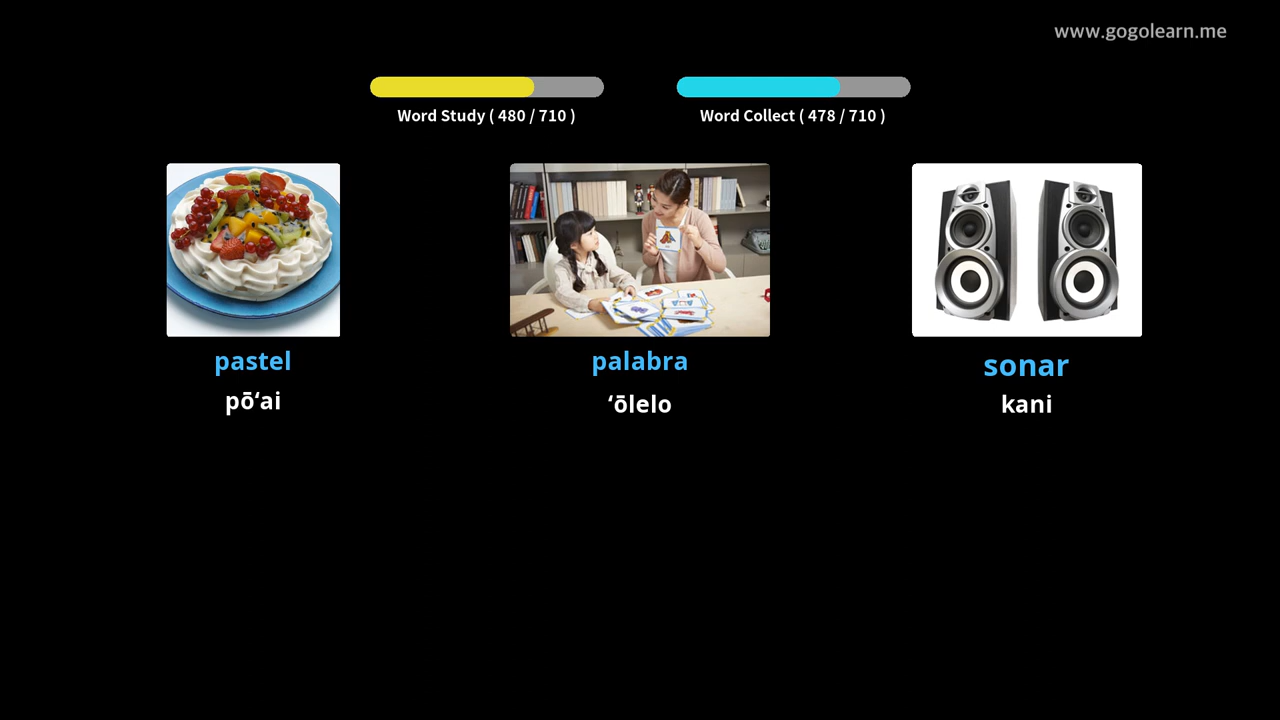 www.gogolearn.me
Word Study ( 480 / 710 )
Word Collect ( 478 / 710 )
pastel
pōʻai
palabra
ʻōlelo
sonar
kani